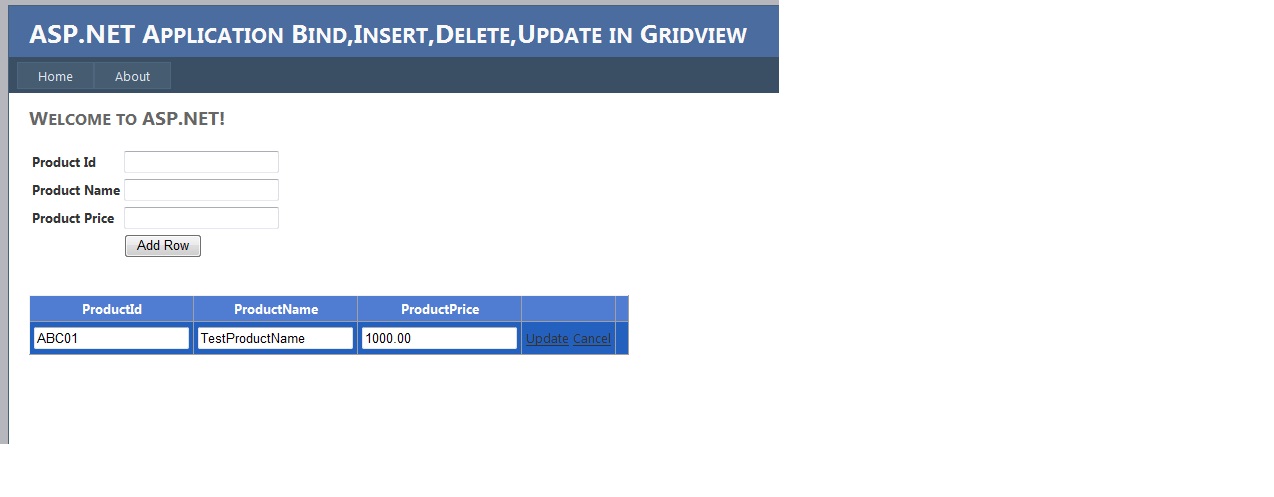 ASP.NET Application Bind,Insert,Delete,Update in Gridview
Home About
Welcome to ASP.NET!
Product Id
Product Name
Product Price
Add Row
ProductId ProductName ProductPrice
ABC01 TestProductName 1000.00 Update Cancel